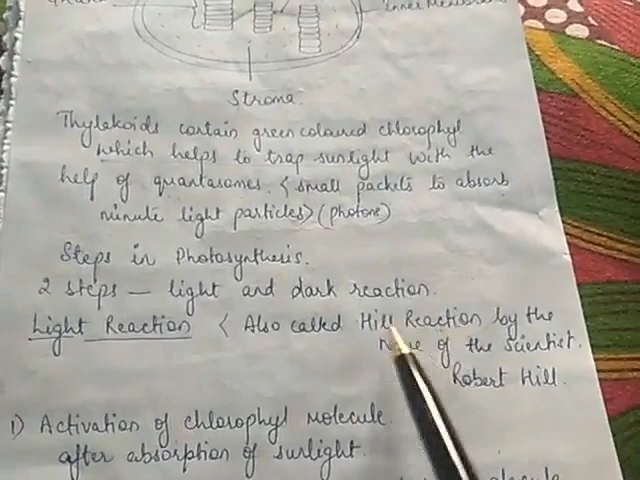 Stroma.
Thylakoids contain green coloured chlorophyl
which helps to trap sunlight with the
help of quantasomes. < small packets to absorb
minute light particles> (photone)
Steps in Photosynthesis.
2 steps — light and dark reaction.
Light Reaction < Also called Hill Reaction by the
of the scientist.
Robert Hill.
1) Activation of chlorophyl molecule
after absorption of sunlight.